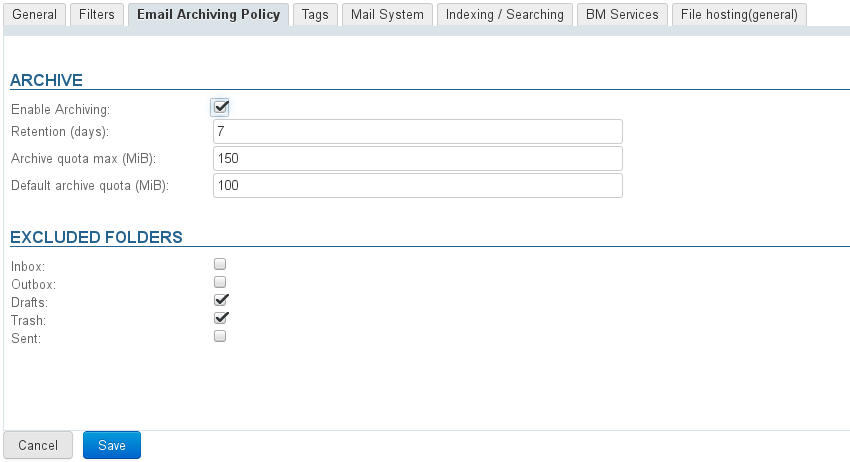 General Filters Email Archiving Policy Tags Mail System Indexing / Searching BM Services File hosting(general)
ARCHIVE
Enable Archiving:
Retention (days): 7
Archive quota max (MiB): 150
Default archive quota (MiB): 100
EXCLUDED FOLDERS
Inbox:
Outbox:
Drafts:
Trash:
Sent:
Cancel Save